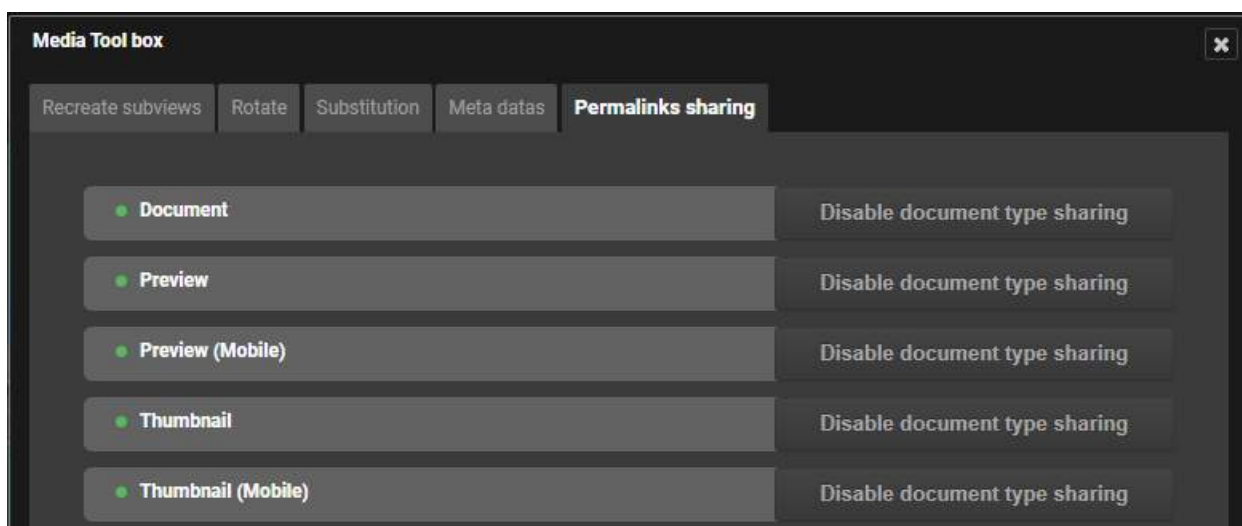 Media Tool box
Recreate subviews Rotate Substitution Meta datas Permalinks sharing
Document Disable document type sharing
Preview Disable document type sharing
Preview (Mobile) Disable document type sharing
Thumbnail Disable document type sharing
Thumbnail (Mobile) Disable document type sharing